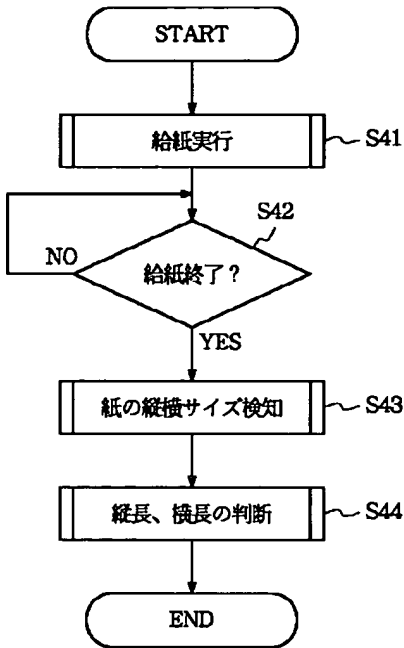 START
給紙実行
S41
S42
NO
給紙終了?
YES
紙の縦横サイズ検知
S43
縦長、横長の判断
S44
END